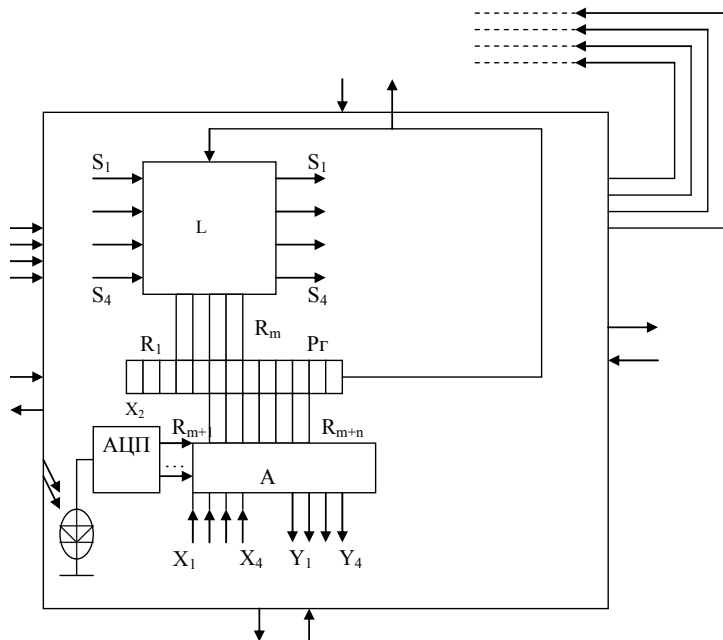 S1 S1
L
S4 S4
Rm
R1 Рг
X2
Rm+1 Rm+n
АЦП
...
A
X1 X4 Y1 Y4